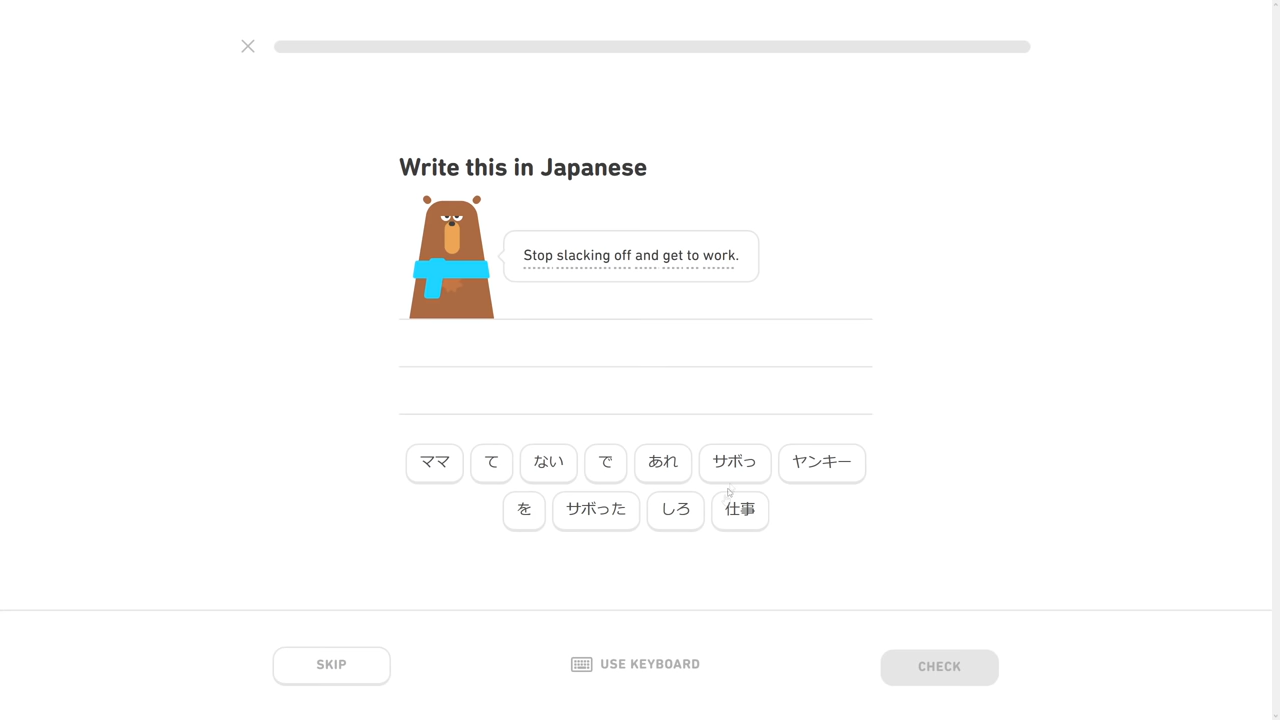 Write this in Japanese
Stop slacking off and get to work.
ママ て ない で あれ サボっ ヤンキー
を サボった しろ 仕事
SKIP USE KEYBOARD CHECK